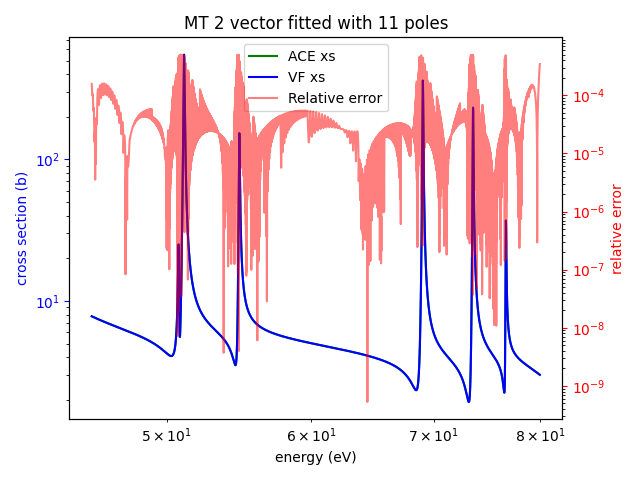 MT 2 vector fitted with 11 poles
ACE xs
VF xs
Relative error
cross section (b)
10²
10¹
relative error
10⁻⁴
10⁻⁵
10⁻⁶
10⁻⁷
10⁻⁸
10⁻⁹
5 × 10¹ 6 × 10¹ 7 × 10¹ 8 × 10¹
energy (eV)